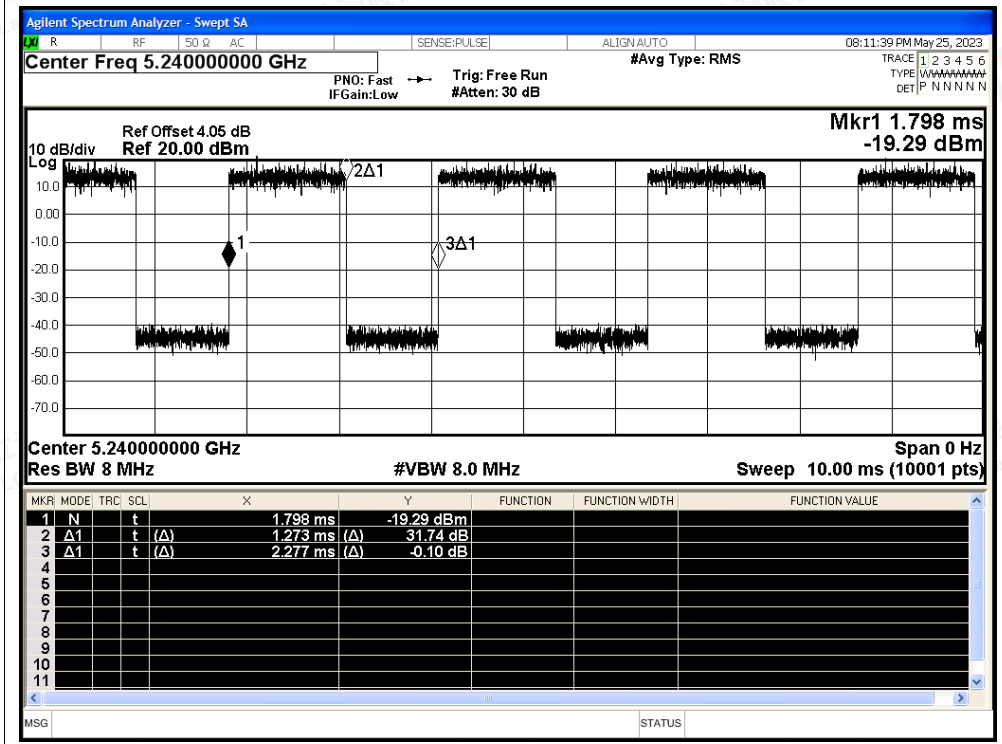 Agilent Spectrum Analyzer - Swept SA
LXI R RF 50 Ω AC SENSE:PULSE ALIGN AUTO 08:11:39 PM May 25, 2023
Center Freq 5.240000000 GHz #Avg Type: RMS TRACE 1 2 3 4 5 6
PNO: Fast Trig: Free Run TYPE WWWWWW
IFGain:Low #Atten: 30 dB DET P N N N N N
Mkr1 1.798 ms
Ref Offset 4.05 dB
10 dB/div Ref 20.00 dBm -19.29 dBm
Log
2Δ1
10.0
0.00
-10.0
1
3Δ1
-20.0
-30.0
-40.0
-50.0
-60.0
-70.0
Center 5.240000000 GHz Span 0 Hz
Res BW 8 MHz #VBW 8.0 MHz Sweep 10.00 ms (10001 pts)
MKR MODE TRC SCL X Y FUNCTION FUNCTION WIDTH FUNCTION VALUE
1 N t 1.798 ms -19.29 dBm
2 Δ1 t (Δ) 1.273 ms (Δ) 31.74 dB
3 Δ1 t (Δ) 2.277 ms (Δ) -0.10 dB
4
5
6
7
8
9
10
11
MSG STATUS